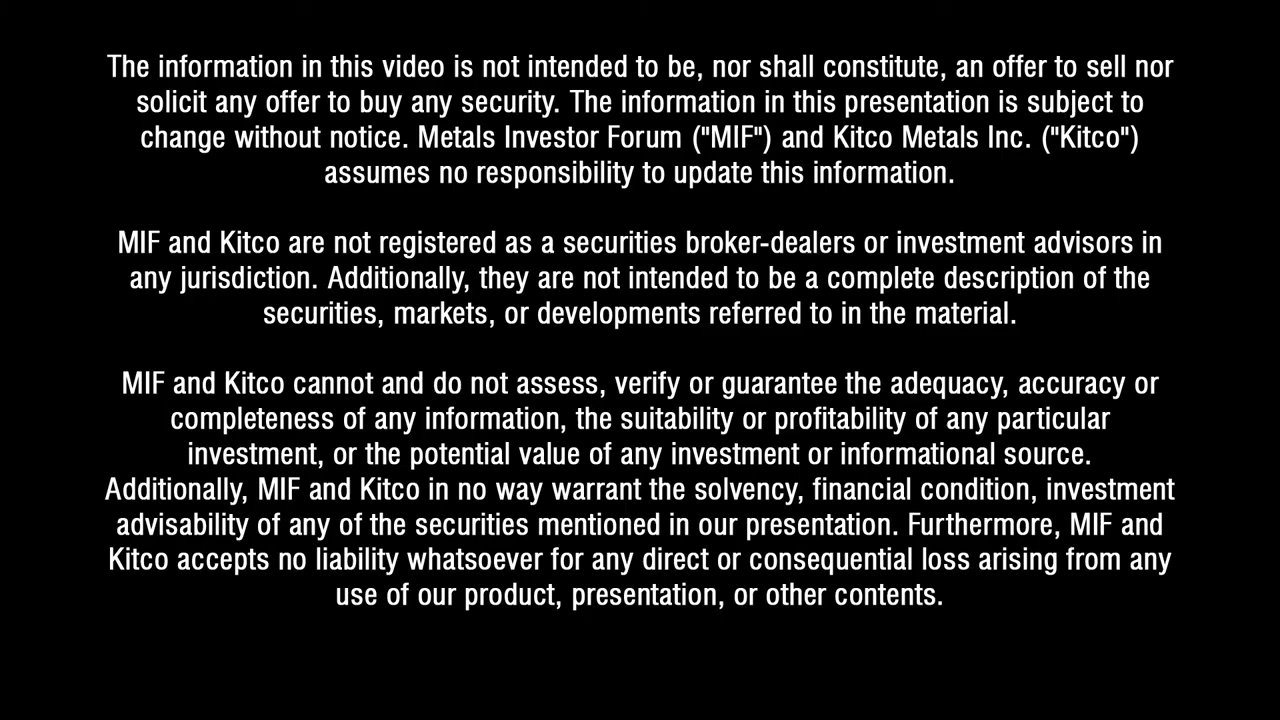 The information in this video is not intended to be, nor shall constitute, an offer to sell nor
solicit any offer to buy any security. The information in this presentation is subject to
change without notice. Metals Investor Forum ("MIF") and Kitco Metals Inc. ("Kitco")
assumes no responsibility to update this information.
MIF and Kitco are not registered as a securities broker-dealers or investment advisors in
any jurisdiction. Additionally, they are not intended to be a complete description of the
securities, markets, or developments referred to in the material.
MIF and Kitco cannot and do not assess, verify or guarantee the adequacy, accuracy or
completeness of any information, the suitability or profitability of any particular
investment, or the potential value of any investment or informational source.
Additionally, MIF and Kitco in no way warrant the solvency, financial condition, investment
advisability of any of the securities mentioned in our presentation. Furthermore, MIF and
Kitco accepts no liability whatsoever for any direct or consequential loss arising from any
use of our product, presentation, or other contents.